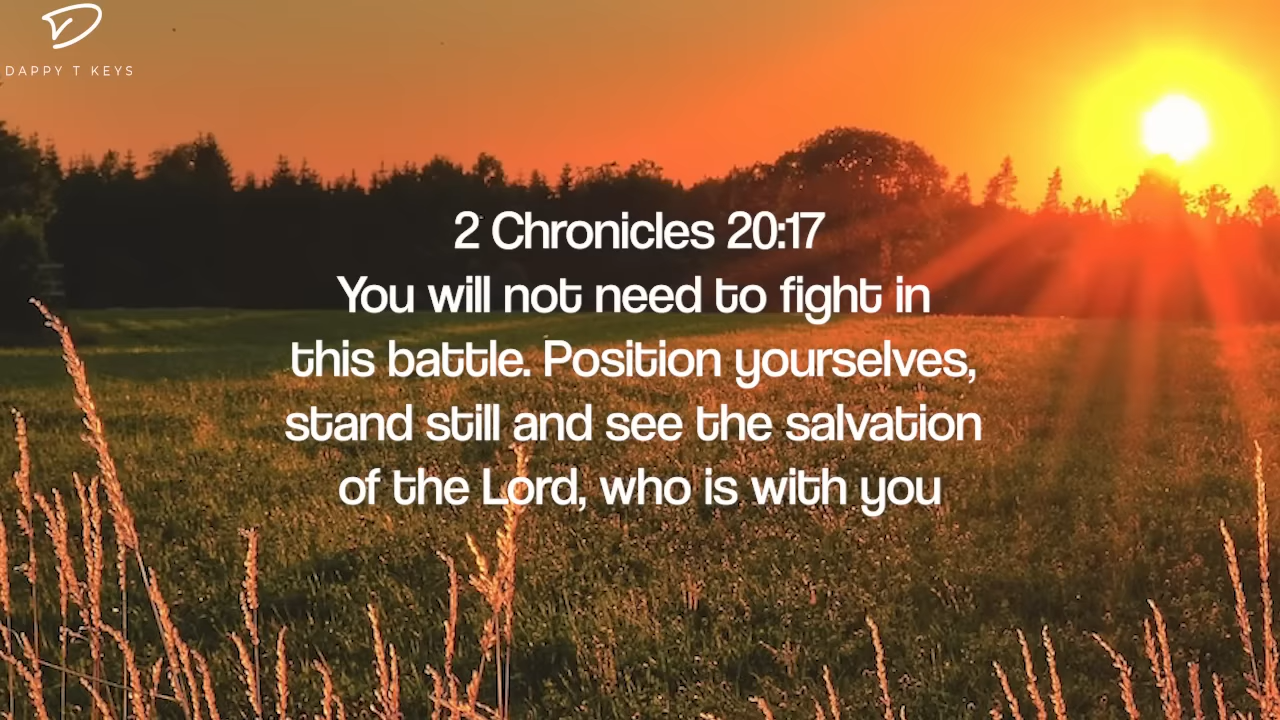 DAPPY T KEYS
2 Chronicles 20:17
You will not need to fight in
this battle. Position yourselves,
stand still and see the salvation
of the Lord, who is with you